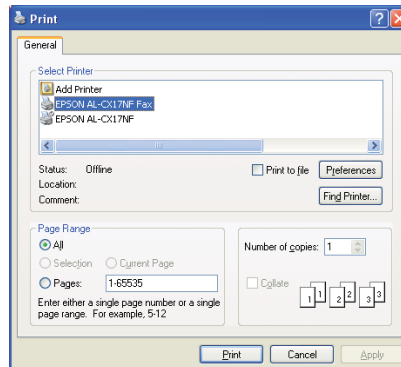 Print
General
Select Printer
Add Printer
EPSON AL-CX17NF Fax
EPSON AL-CX17NF
Status: Offline
Location:
Comment:
Print to file
Preferences
Find Printer...
Page Range
All
Selection
Current Page
Pages: 1-65535
Enter either a single page number or a single
page range. For example, 5-12
Number of copies: 1
Collate
1 1 2 2 3 3
Print
Cancel
Apply